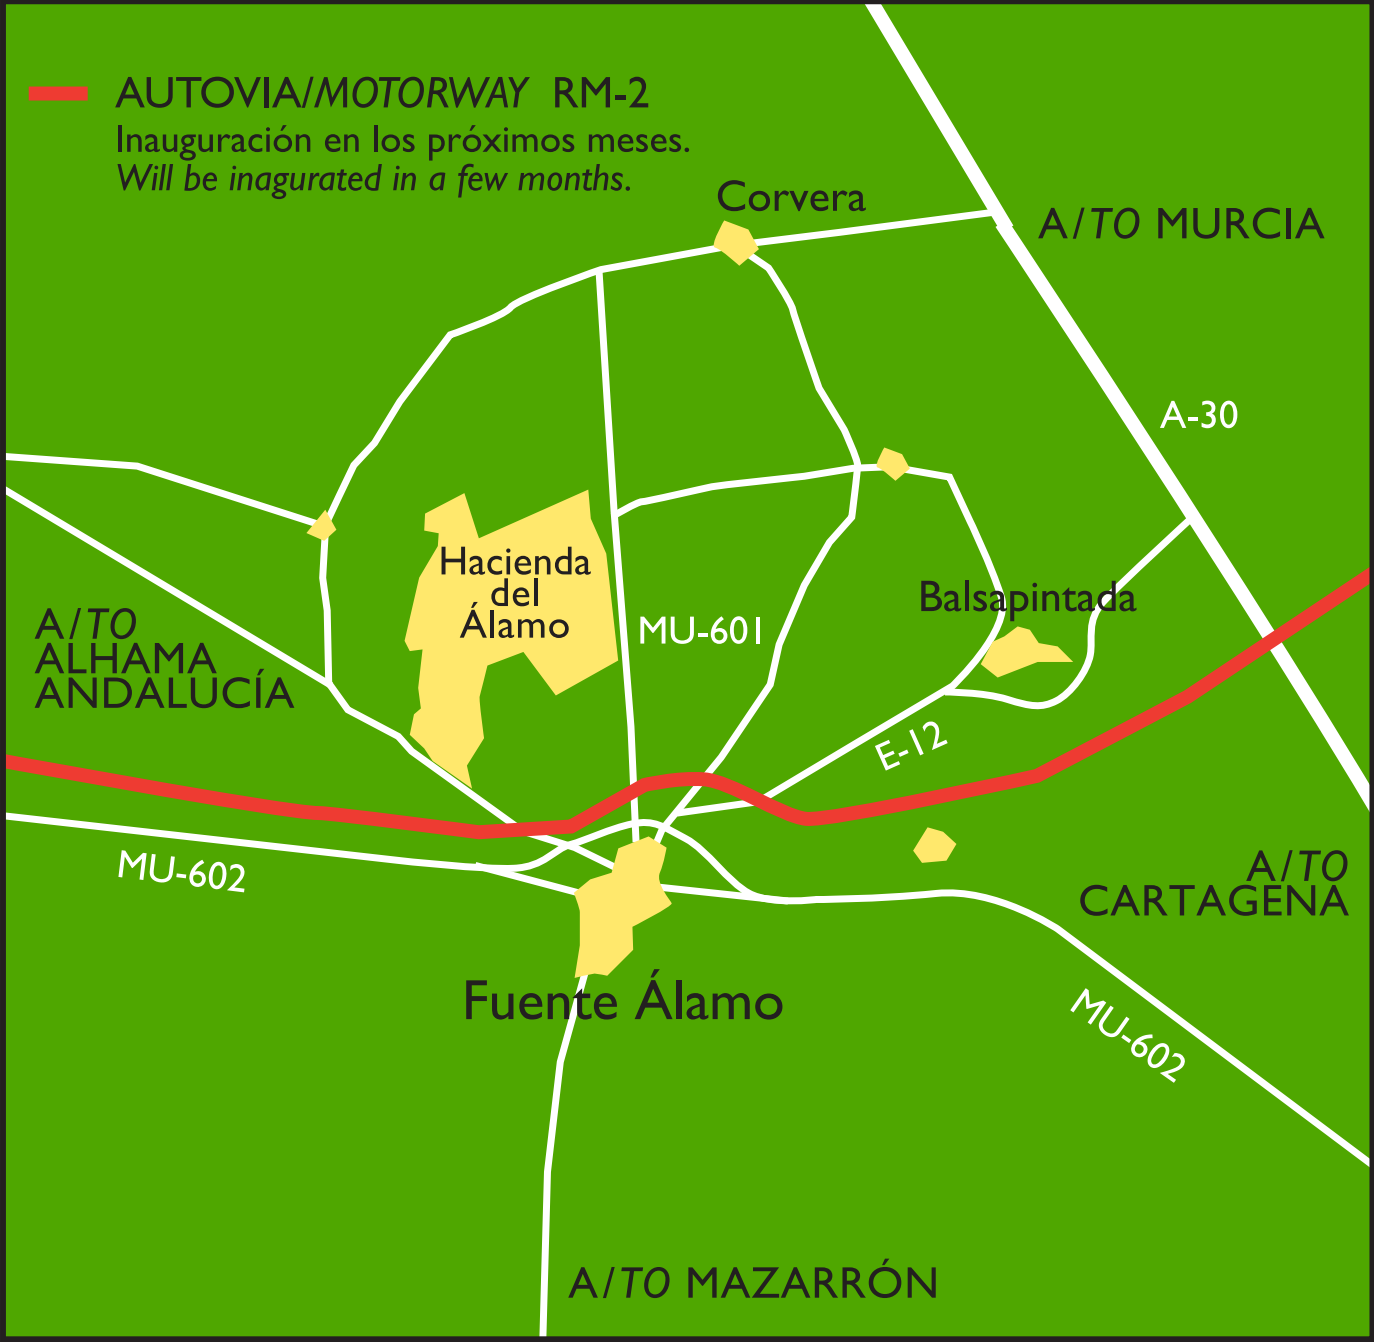 AUTOVIA/MOTORWAY RM-2
Inauguración en los próximos meses.
Will be inagurated in a few months.
Corvera
A/TO MURCIA
A-30
Hacienda
del
Álamo
Balsapintada
A/TO
ALHAMA
ANDALUCÍA
MU-601
E-12
MU-602
A/TO
CARTAGENA
Fuente Álamo
MU-602
A/TO MAZARRÓN